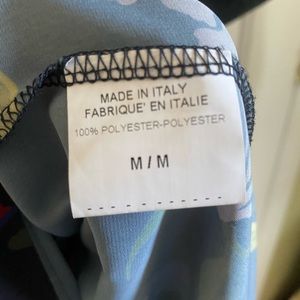 MADE IN ITALY
FABRIQUE' EN ITALIE
100% POLYESTER-POLYESTER
M / M